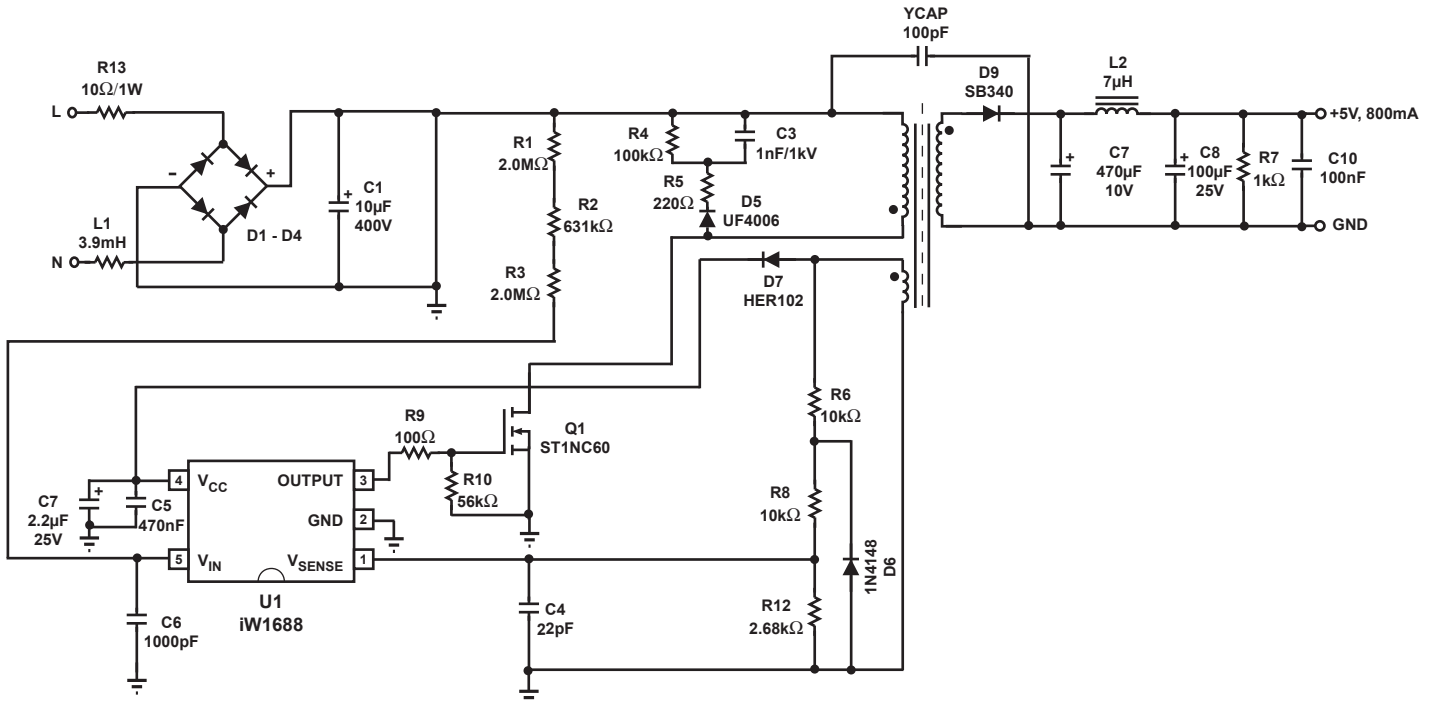 YCAP
100pF
R13
10Ω/1W
L
D9
SB340
L2
7µH
+5V, 800mA
R1
2.0MΩ
R4
100kΩ
C3
1nF/1kV
-
+
+
C1
10µF
400V
R5
220Ω
D5
UF4006
+
C7
470µF
10V
+
C8
100µF
25V
R7
1kΩ
C10
100nF
L1
3.9mH
N
D1 - D4
R2
631kΩ
GND
R3
2.0MΩ
D7
HER102
R6
10kΩ
R9
100Ω
Q1
ST1NC60
4
VCC
OUTPUT
3
R10
56kΩ
C7
2.2µF
25V
+
C5
470nF
GND
2
R8
10kΩ
5
VIN
VSENSE
1
1N4148
D6
U1
iW1688
C6
1000pF
C4
22pF
R12
2.68kΩ